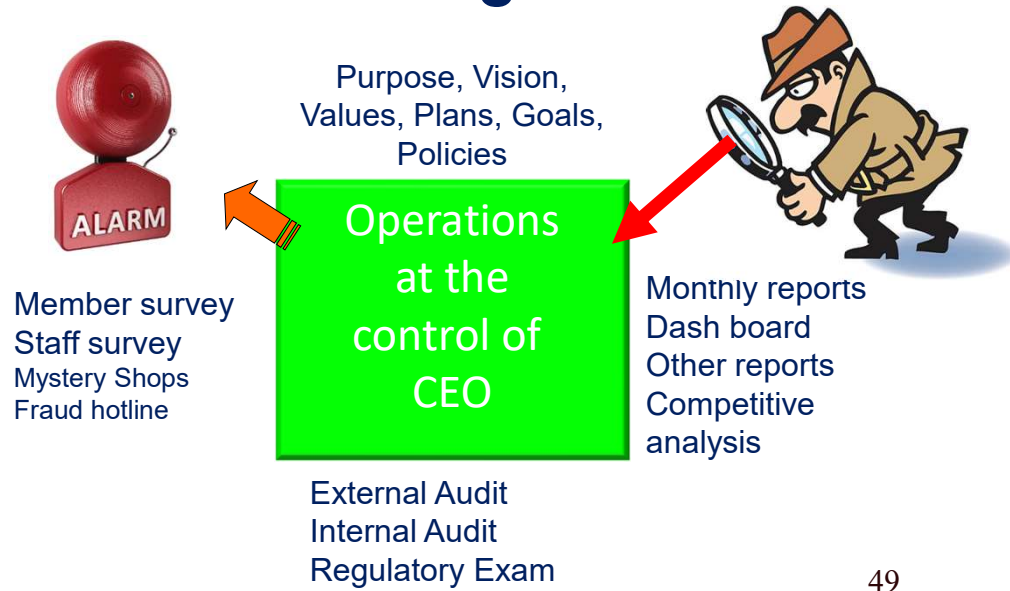 Purpose, Vision,
Values, Plans, Goals,
Policies
ALARM
Operations
at the
control of
CEO
Member survey
Staff survey
Mystery Shops
Fraud hotline
Monthly reports
Dash board
Other reports
Competitive
analysis
External Audit
Internal Audit
Regulatory Exam
49